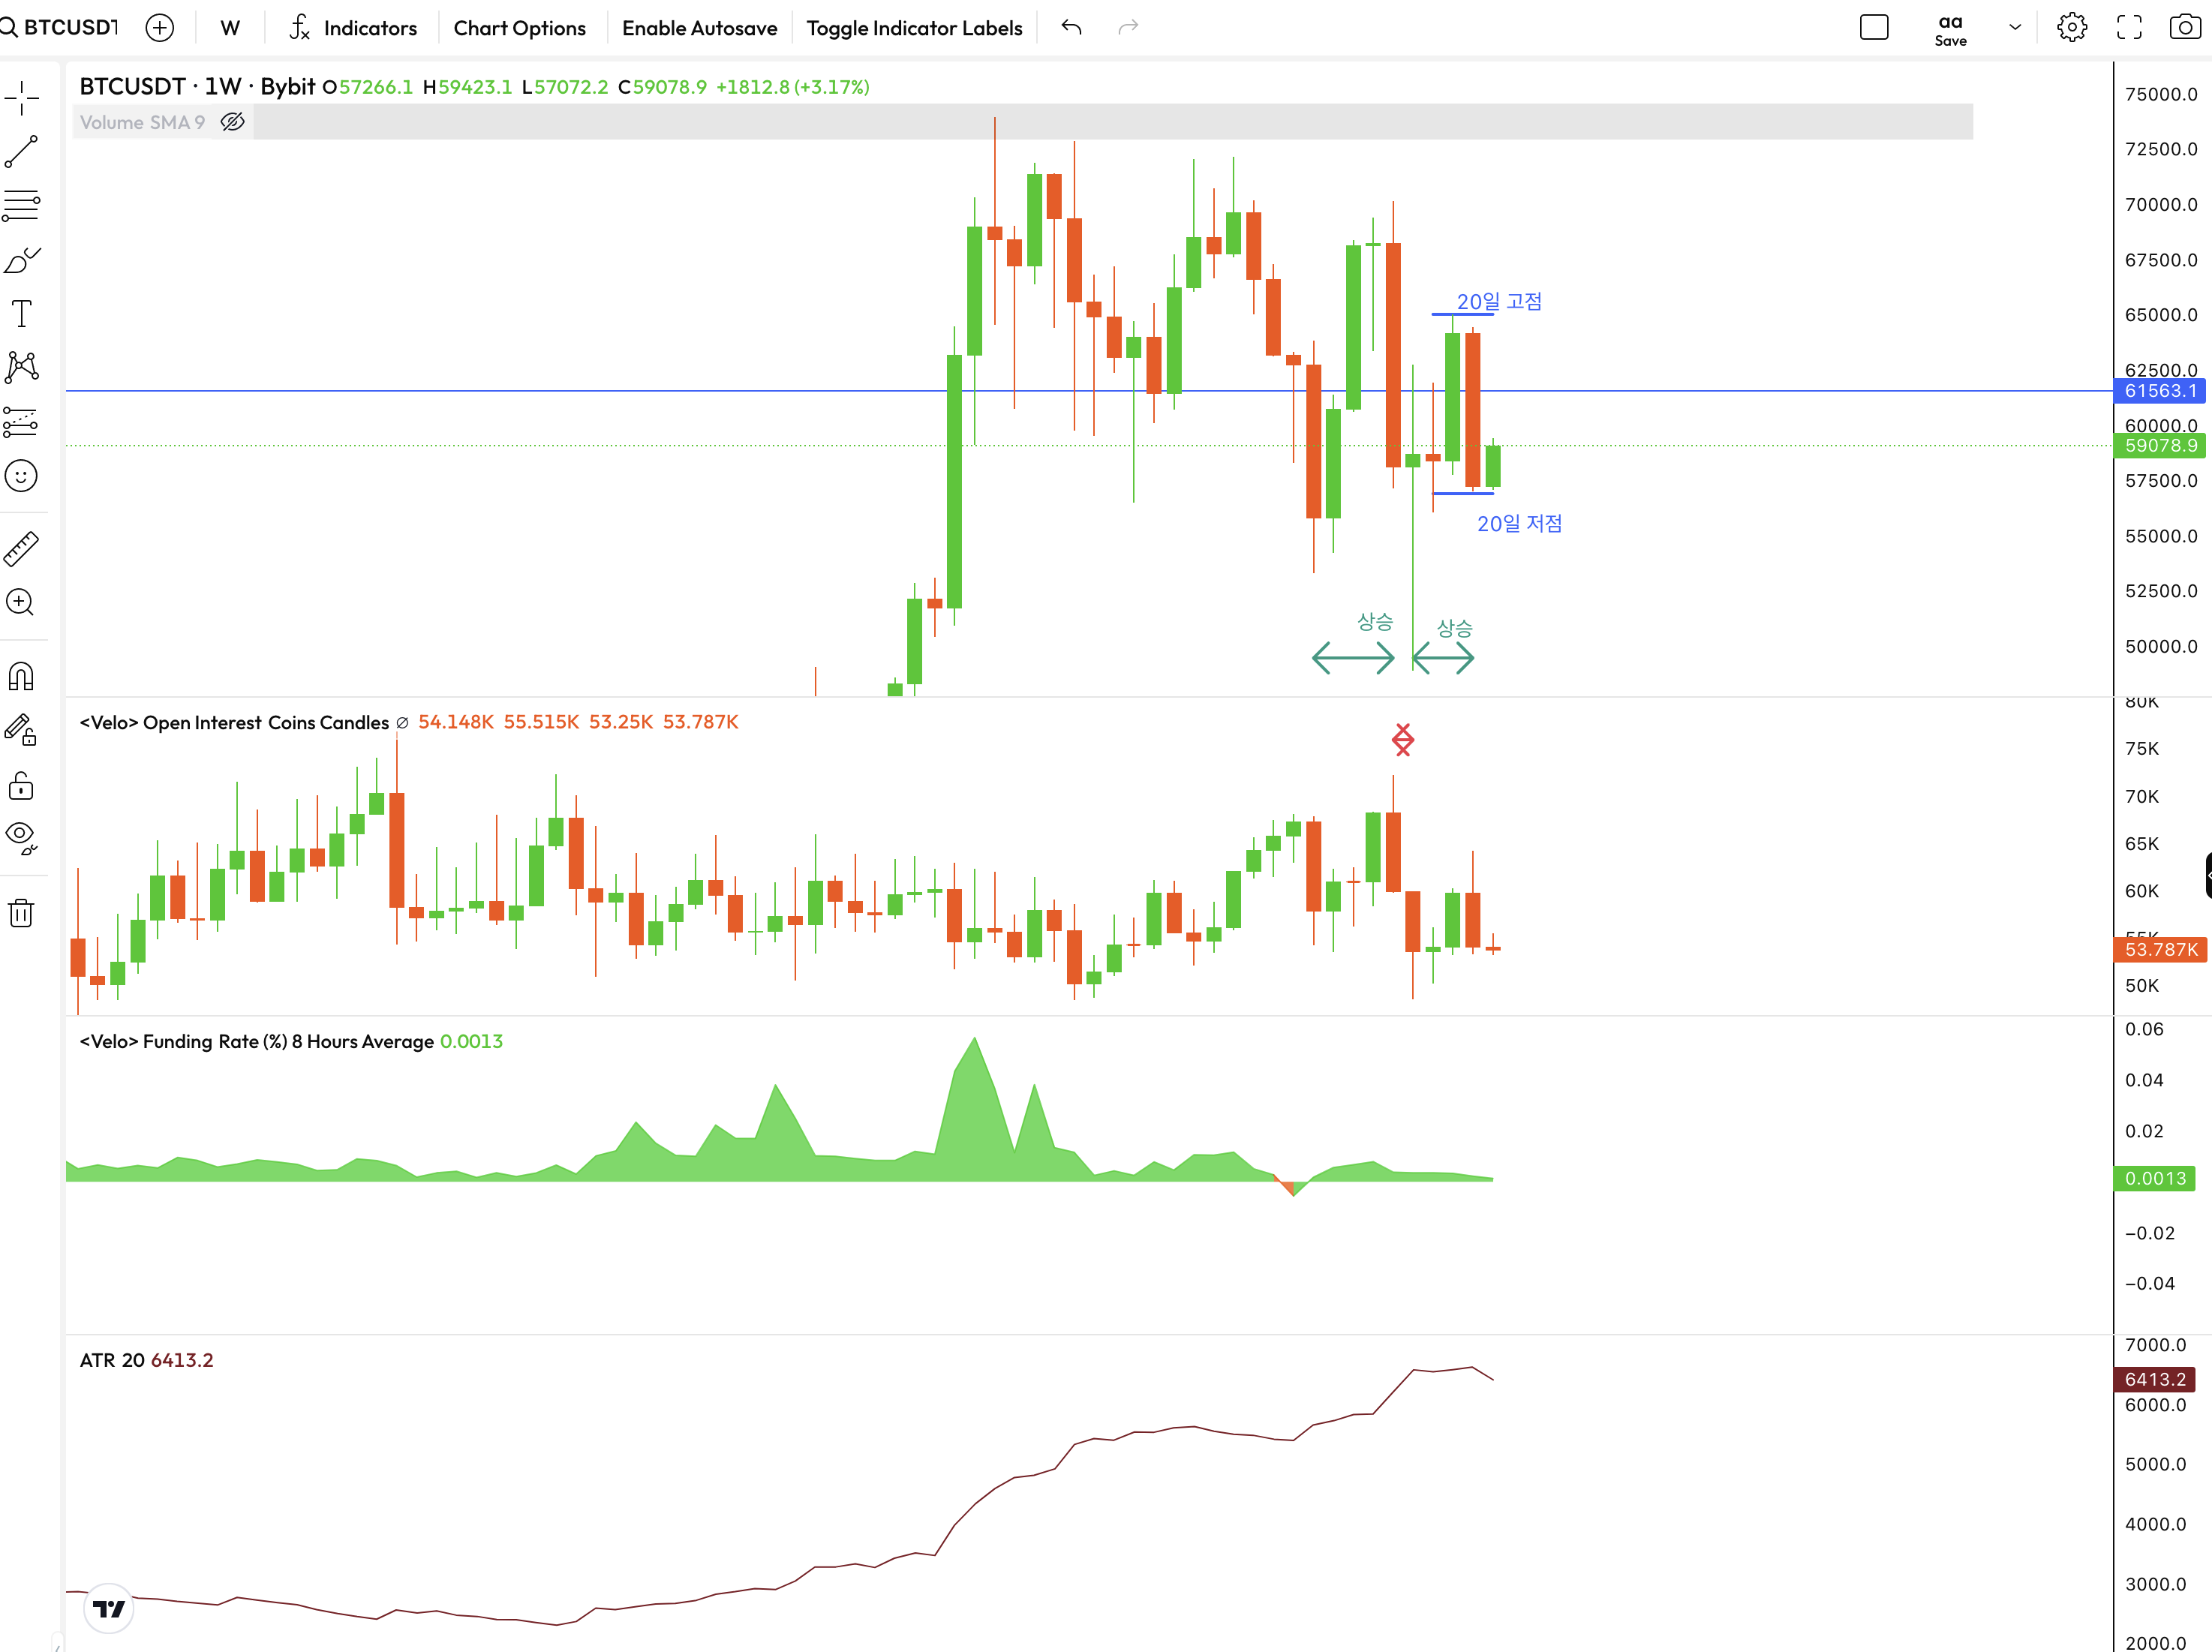 BTCUSDT W Indicators Chart Options Enable Autosave Toggle Indicator Labels aa
Save
BTCUSDT · 1W · Bybit O57266.1 H59423.1 L57072.2 C59078.9 +1812.8 (+3.17%)
Volume SMA 9
75000.0
72500.0
70000.0
67500.0
20일 고점
65000.0
62500.0
61563.1
60000.0
59078.9
57500.0
20일 저점
55000.0
52500.0
상승 상승
50000.0
<Velo> Open Interest Coins Candles ∅ 54.148K 55.515K 53.25K 53.787K
80K
75K
70K
65K
60K
55K
53.787K
50K
<Velo> Funding Rate (%) 8 Hours Average 0.0013
0.06
0.04
0.02
0.0013
−0.02
−0.04
ATR 20 6413.2
7000.0
6413.2
6000.0
5000.0
4000.0
3000.0
2000.0